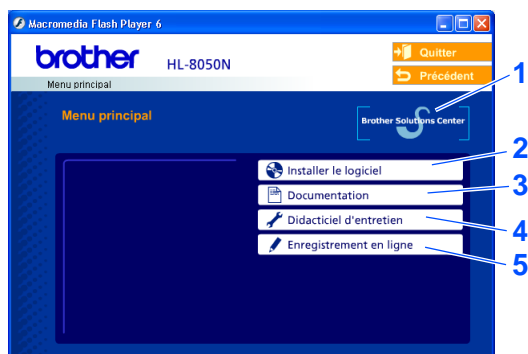 Macromedia Flash Player 6
brother HL-8050N
Quitter
Précédent
Menu principal
1
Menu principal
Brother Solutions Center
2
Installer le logiciel
3
Documentation
4
Didacticiel d'entretien
5
Enregistrement en ligne